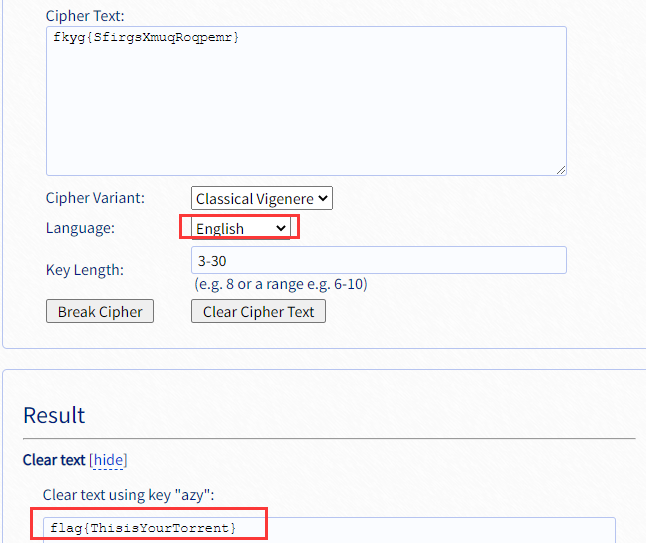 Cipher Text:
fkyg{SfirgsXmuqRoqpemr}
Cipher Variant: Classical Vigenere
Language: English
Key Length: 3-30
(e.g. 8 or a range e.g. 6-10)
Break Cipher Clear Cipher Text
Result
Clear text [hide]
Clear text using key "azy":
flag{ThisisYourTorrent}